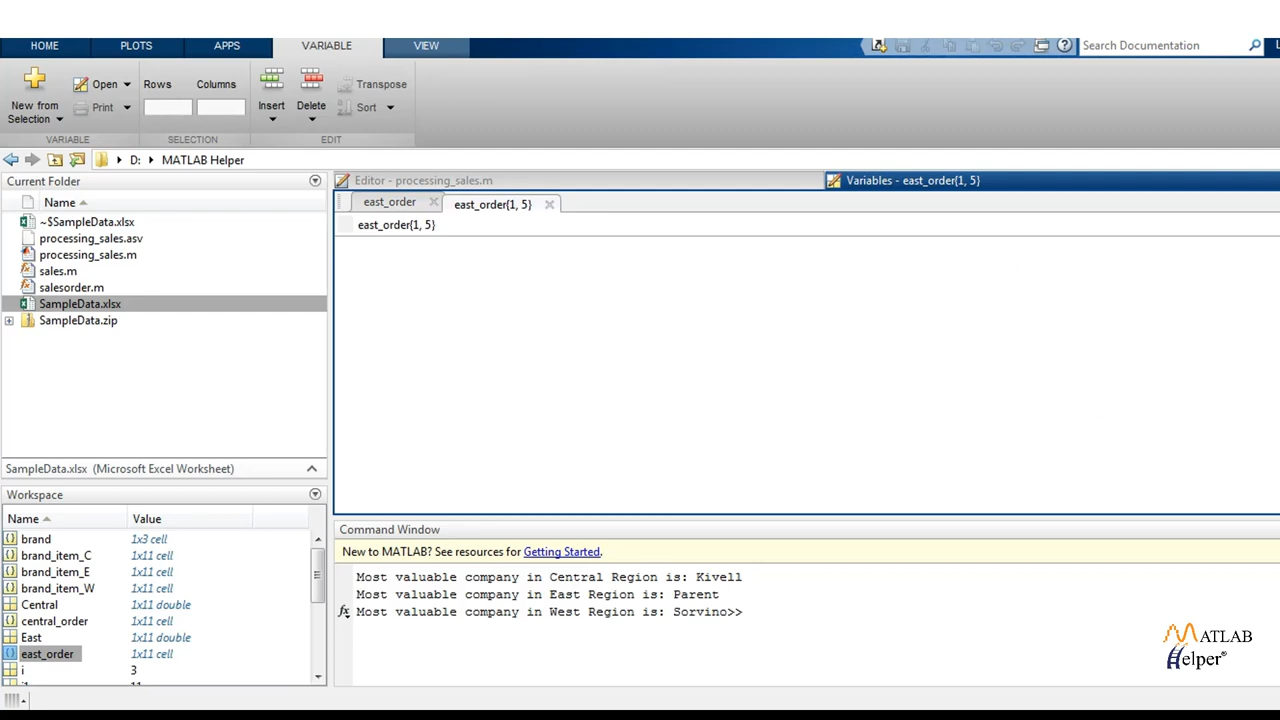 HOME PLOTS APPS VARIABLE VIEW
Search Documentation
New from Selection
Open
Print
Rows Columns
Insert
Delete
Transpose
Sort
VARIABLE SELECTION EDIT
D: MATLAB Helper
Current Folder
Name
~$SampleData.xlsx
processing_sales.asv
processing_sales.m
sales.m
salesorder.m
SampleData.xlsx
SampleData.zip
SampleData.xlsx (Microsoft Excel Worksheet)
Workspace
Name Value
brand 1x3 cell
brand_item_C 1x11 cell
brand_item_E 1x11 cell
brand_item_W 1x11 cell
Central 1x11 double
central_order 1x11 cell
East 1x11 double
east_order 1x11 cell
i 3
Editor - processing_sales.m
Variables - east_order{1, 5}
east_order
east_order{1, 5}
east_order{1, 5}
Command Window
New to MATLAB? See resources for Getting Started.
Most valuable company in Central Region is: Kivell
Most valuable company in East Region is: Parent
fx Most valuable company in West Region is: Sorvino>>
MATLAB
Helper®